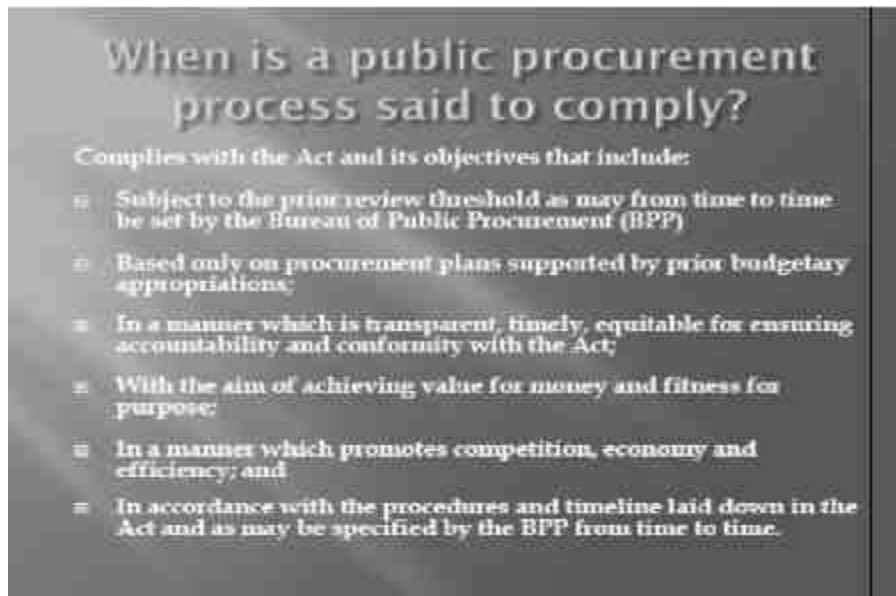 When is a public procurement
process said to comply?
Complies with the Act and its objectives that include:
Subject to the prior review threshold as may from time to time
be set by the Bureau of Public Procurement (BPP)
Based only on procurement plans supported by prior budgetary
appropriations;
In a manner which is transparent, timely, equitable for ensuring
accountability and conformity with the Act;
With the aim of achieving value for money and fitness for
purpose;
In a manner which promotes competition, economy and
efficiency; and
In accordance with the procedures and timeline laid down in the
Act and as may be specified by the BPP from time to time.